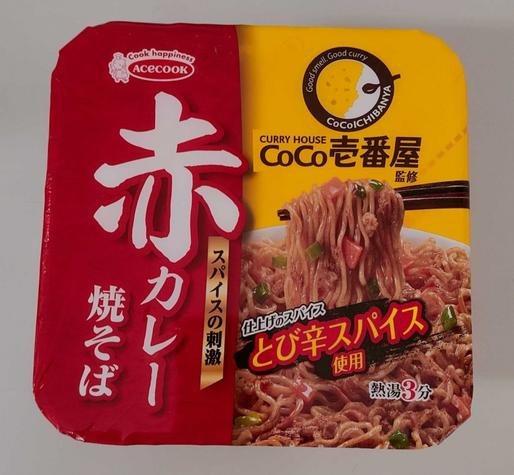 Cook happiness
ACECOOK
Good smell, Good curry
CoCoICHIBANYA
CURRY HOUSE
CoCo壱番屋
監修
赤
カレー
焼そば
スパイスの刺激
仕上げのスパイス
とび辛スパイス
使用
熱湯3分